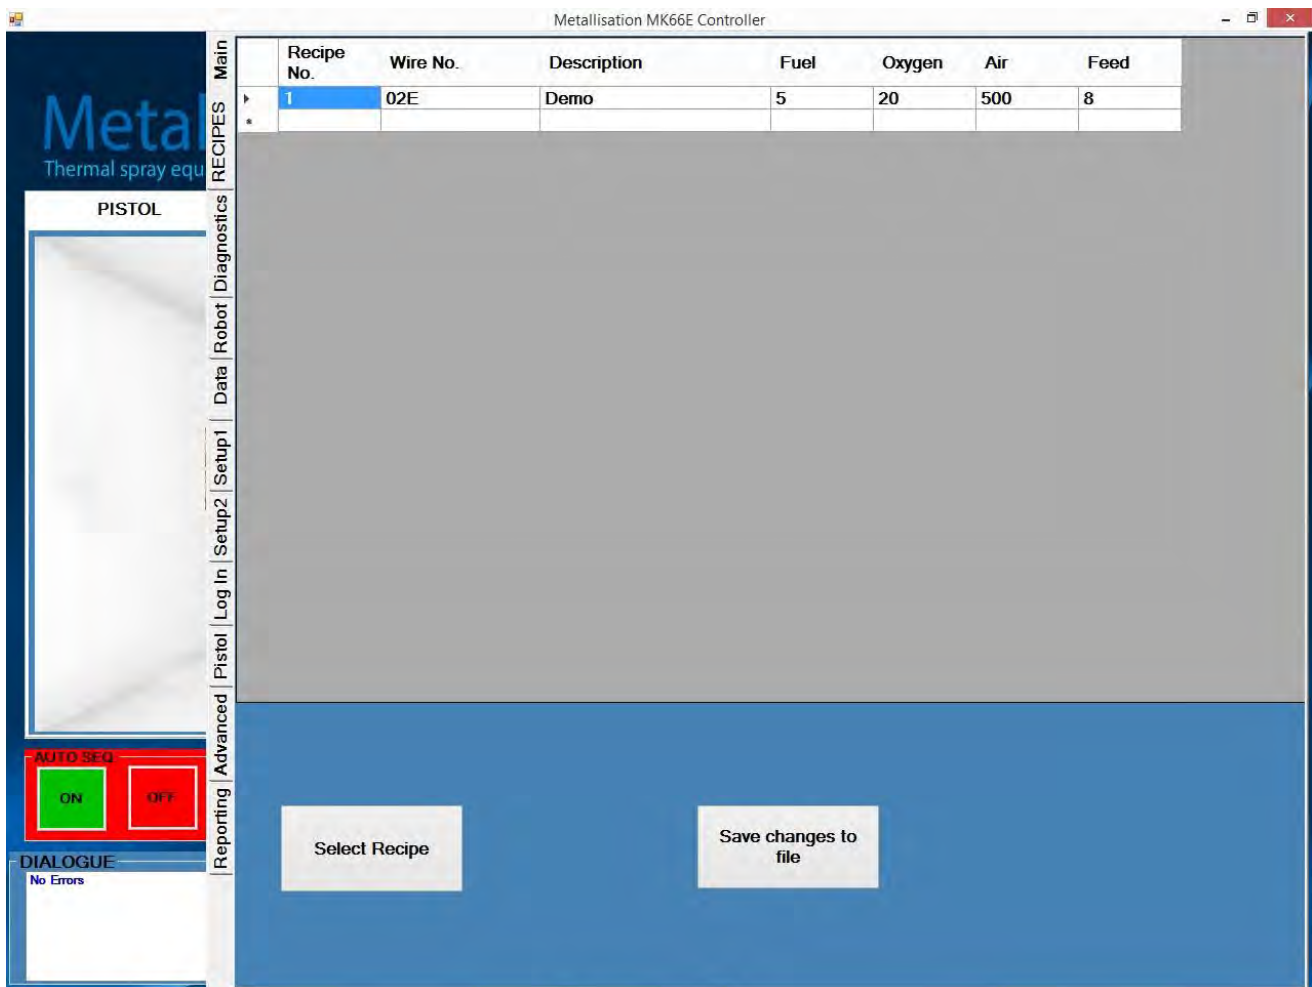 Metallisation MK66E Controller
Metal
Thermal spray equ
PISTOL
AUTO SEQ
ON
OFF
DIALOGUE
No Errors
Main
RECIPES
Diagnostics
Robot
Data
Setup1
Setup2
Log In
Pistol
Advanced
Reporting
Recipe No. Wire No. Description Fuel Oxygen Air Feed
1 02E Demo 5 20 500 8
Select Recipe
Save changes to
file